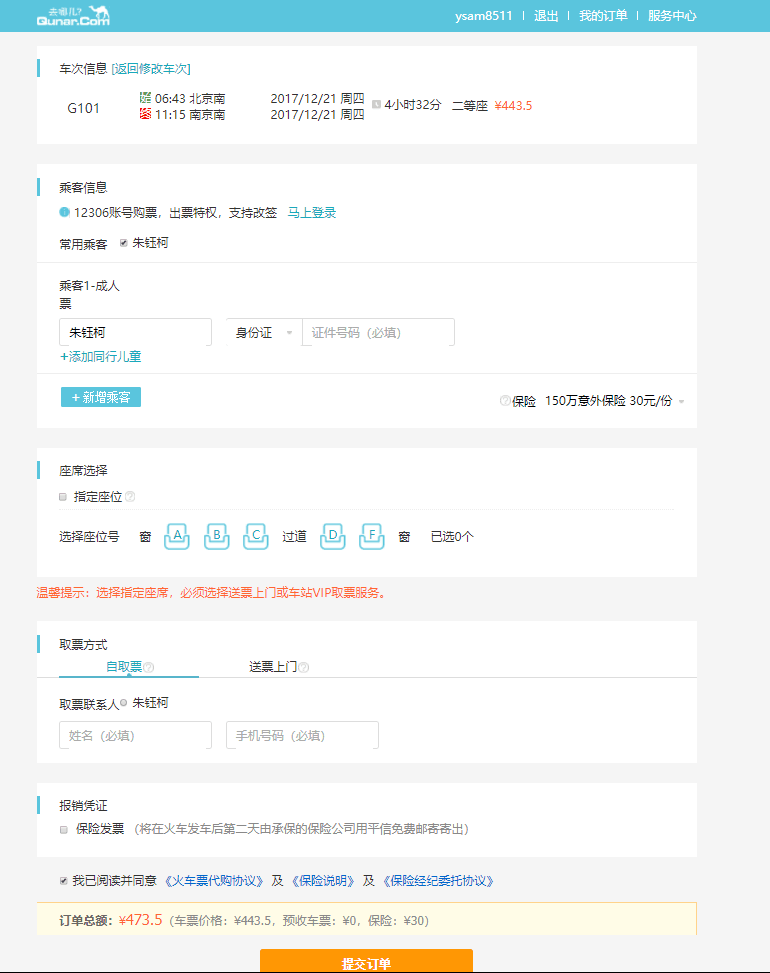 去哪儿?
Qunar.Com
ysam8511 | 退出 | 我的订单 | 服务中心
车次信息 [返回修改车次]
G101
始 06:43 北京南 2017/12/21 周四
终 11:15 南京南 2017/12/21 周四
4小时32分 二等座 ¥443.5
乘客信息
12306账号购票，出票特权，支持改签 马上登录
常用乘客 朱钰柯
乘客1-成人
票
朱钰柯 身份证 证件号码（必填）
+添加同行儿童
+ 新增乘客
?保险 150万意外保险 30元/份
座席选择
指定座位?
选择座位号 窗 A B C 过道 D F 窗 已选0个
温馨提示：选择指定座席，必须选择送票上门或车站VIP取票服务。
取票方式
自取票? 送票上门?
取票联系人 朱钰柯
姓名（必填） 手机号码（必填）
报销凭证
保险发票 （将在火车发车后第二天由承保的保险公司用平信免费邮寄寄出）
我已阅读并同意 《火车票代购协议》 及 《保险说明》 及 《保险经纪委托协议》
订单总额：¥473.5（车票价格：¥443.5，预收车票：¥0，保险：¥30）
提交订单